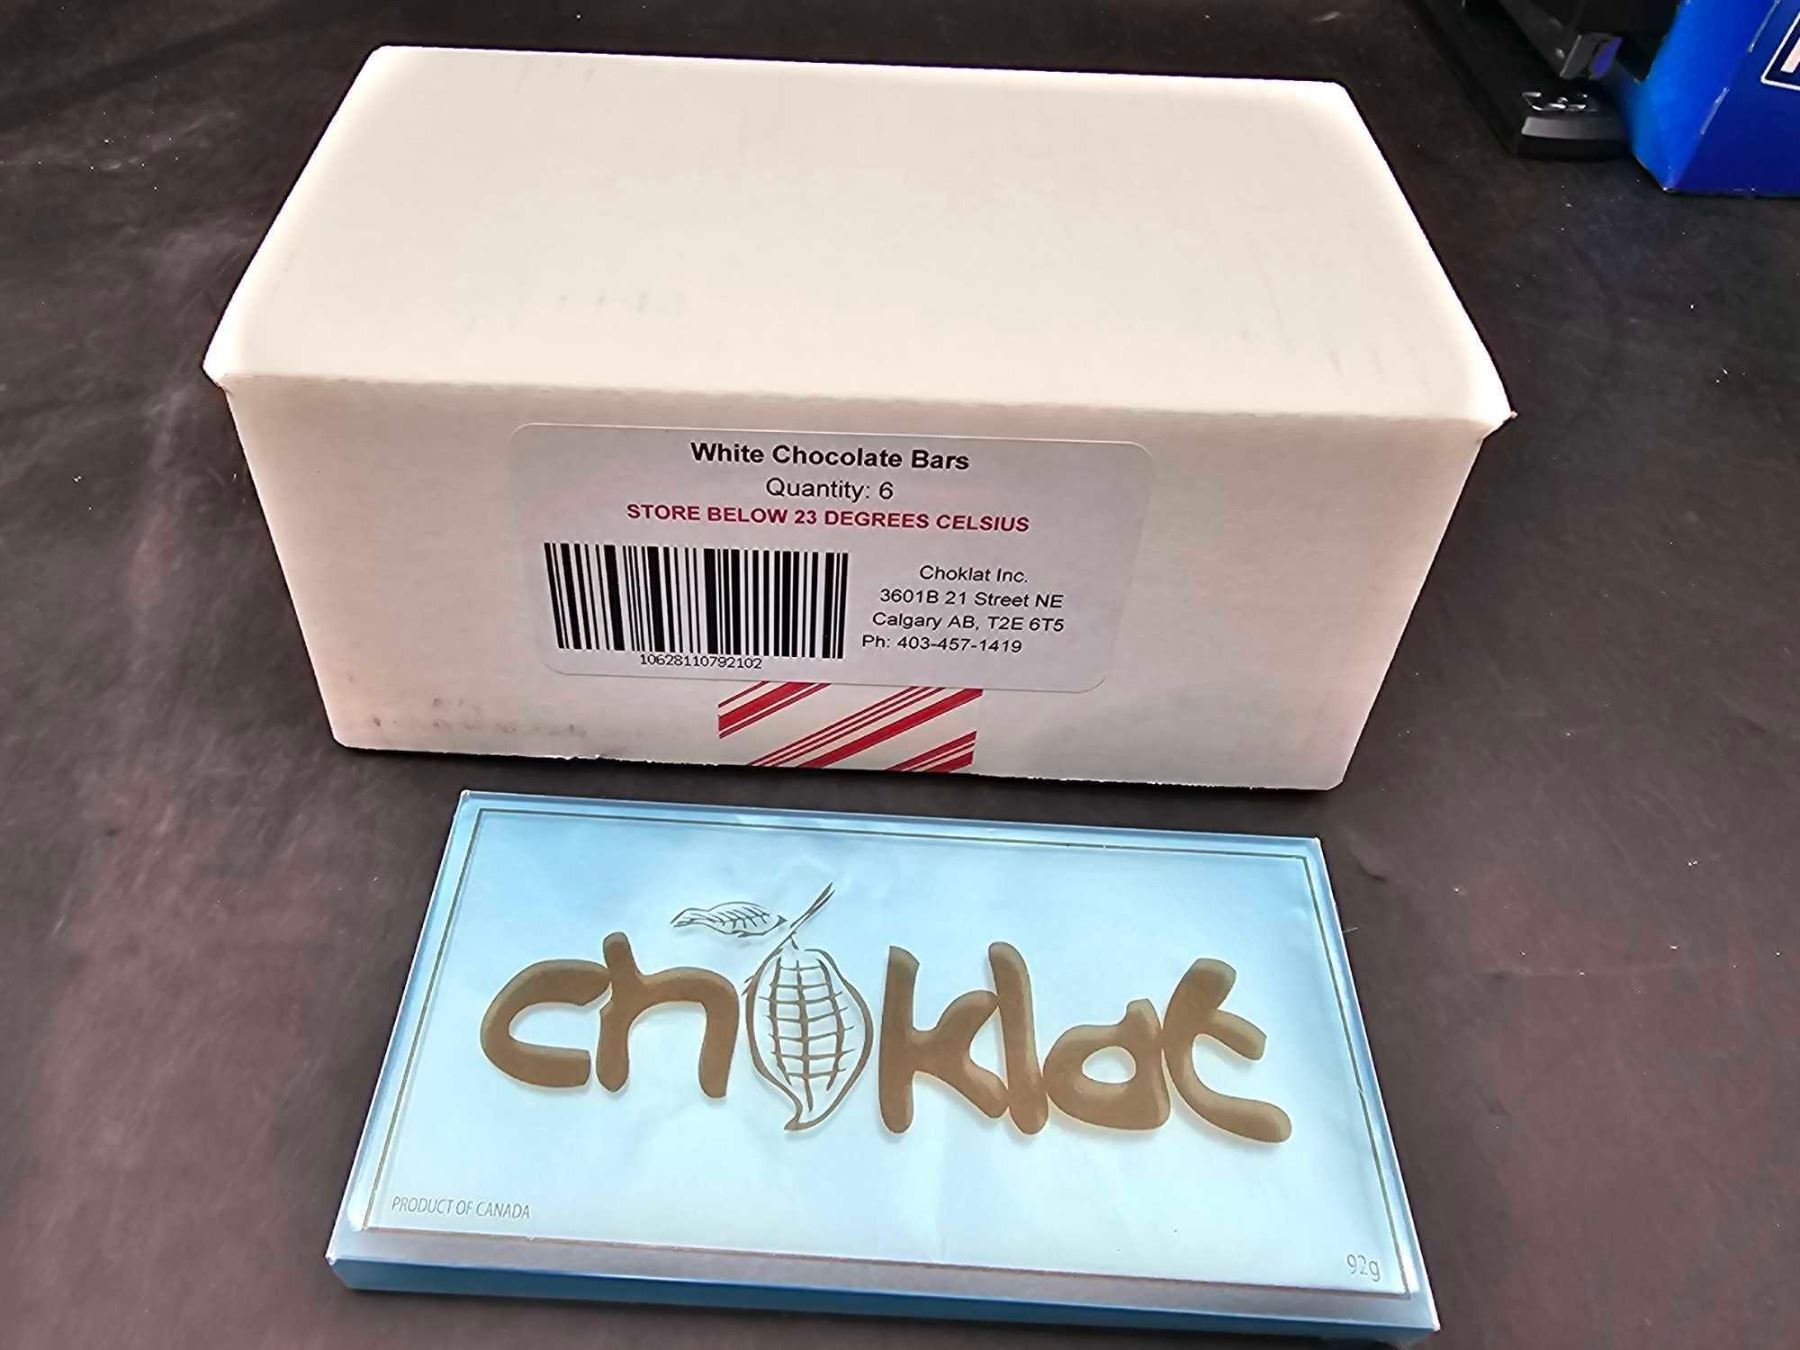 White Chocolate Bars
Quantity: 6
STORE BELOW 23 DEGREES CELSIUS
Choklat Inc.
3601B 21 Street NE
Calgary AB, T2E 6T5
Ph: 403-457-1419
10628110792102
choklat
PRODUCT OF CANADA
92g